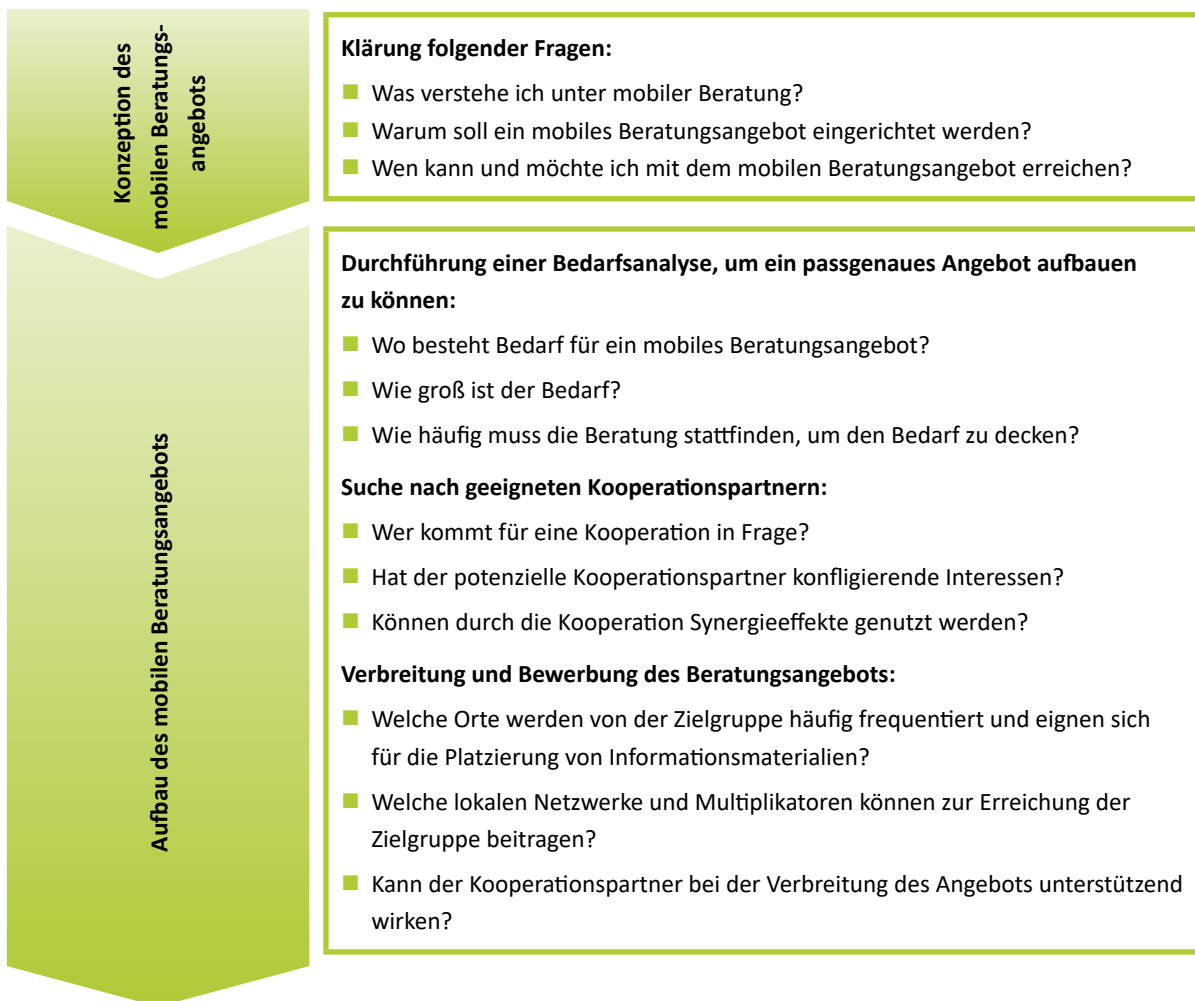 Konzeption des
mobilen Beratungs-
angebots
Klärung folgender Fragen:
Was verstehe ich unter mobiler Beratung?
Warum soll ein mobiles Beratungsangebot eingerichtet werden?
Wen kann und möchte ich mit dem mobilen Beratungsangebot erreichen?
Aufbau des mobilen Beratungsangebots
Durchführung einer Bedarfsanalyse, um ein passgenaues Angebot aufbauen
zu können:
Wo besteht Bedarf für ein mobiles Beratungsangebot?
Wie groß ist der Bedarf?
Wie häufig muss die Beratung stattfinden, um den Bedarf zu decken?
Suche nach geeigneten Kooperationspartnern:
Wer kommt für eine Kooperation in Frage?
Hat der potenzielle Kooperationspartner konfligierende Interessen?
Können durch die Kooperation Synergieeffekte genutzt werden?
Verbreitung und Bewerbung des Beratungsangebots:
Welche Orte werden von der Zielgruppe häufig frequentiert und eignen sich
für die Platzierung von Informationsmaterialien?
Welche lokalen Netzwerke und Multiplikatoren können zur Erreichung der
Zielgruppe beitragen?
Kann der Kooperationspartner bei der Verbreitung des Angebots unterstützend
wirken?